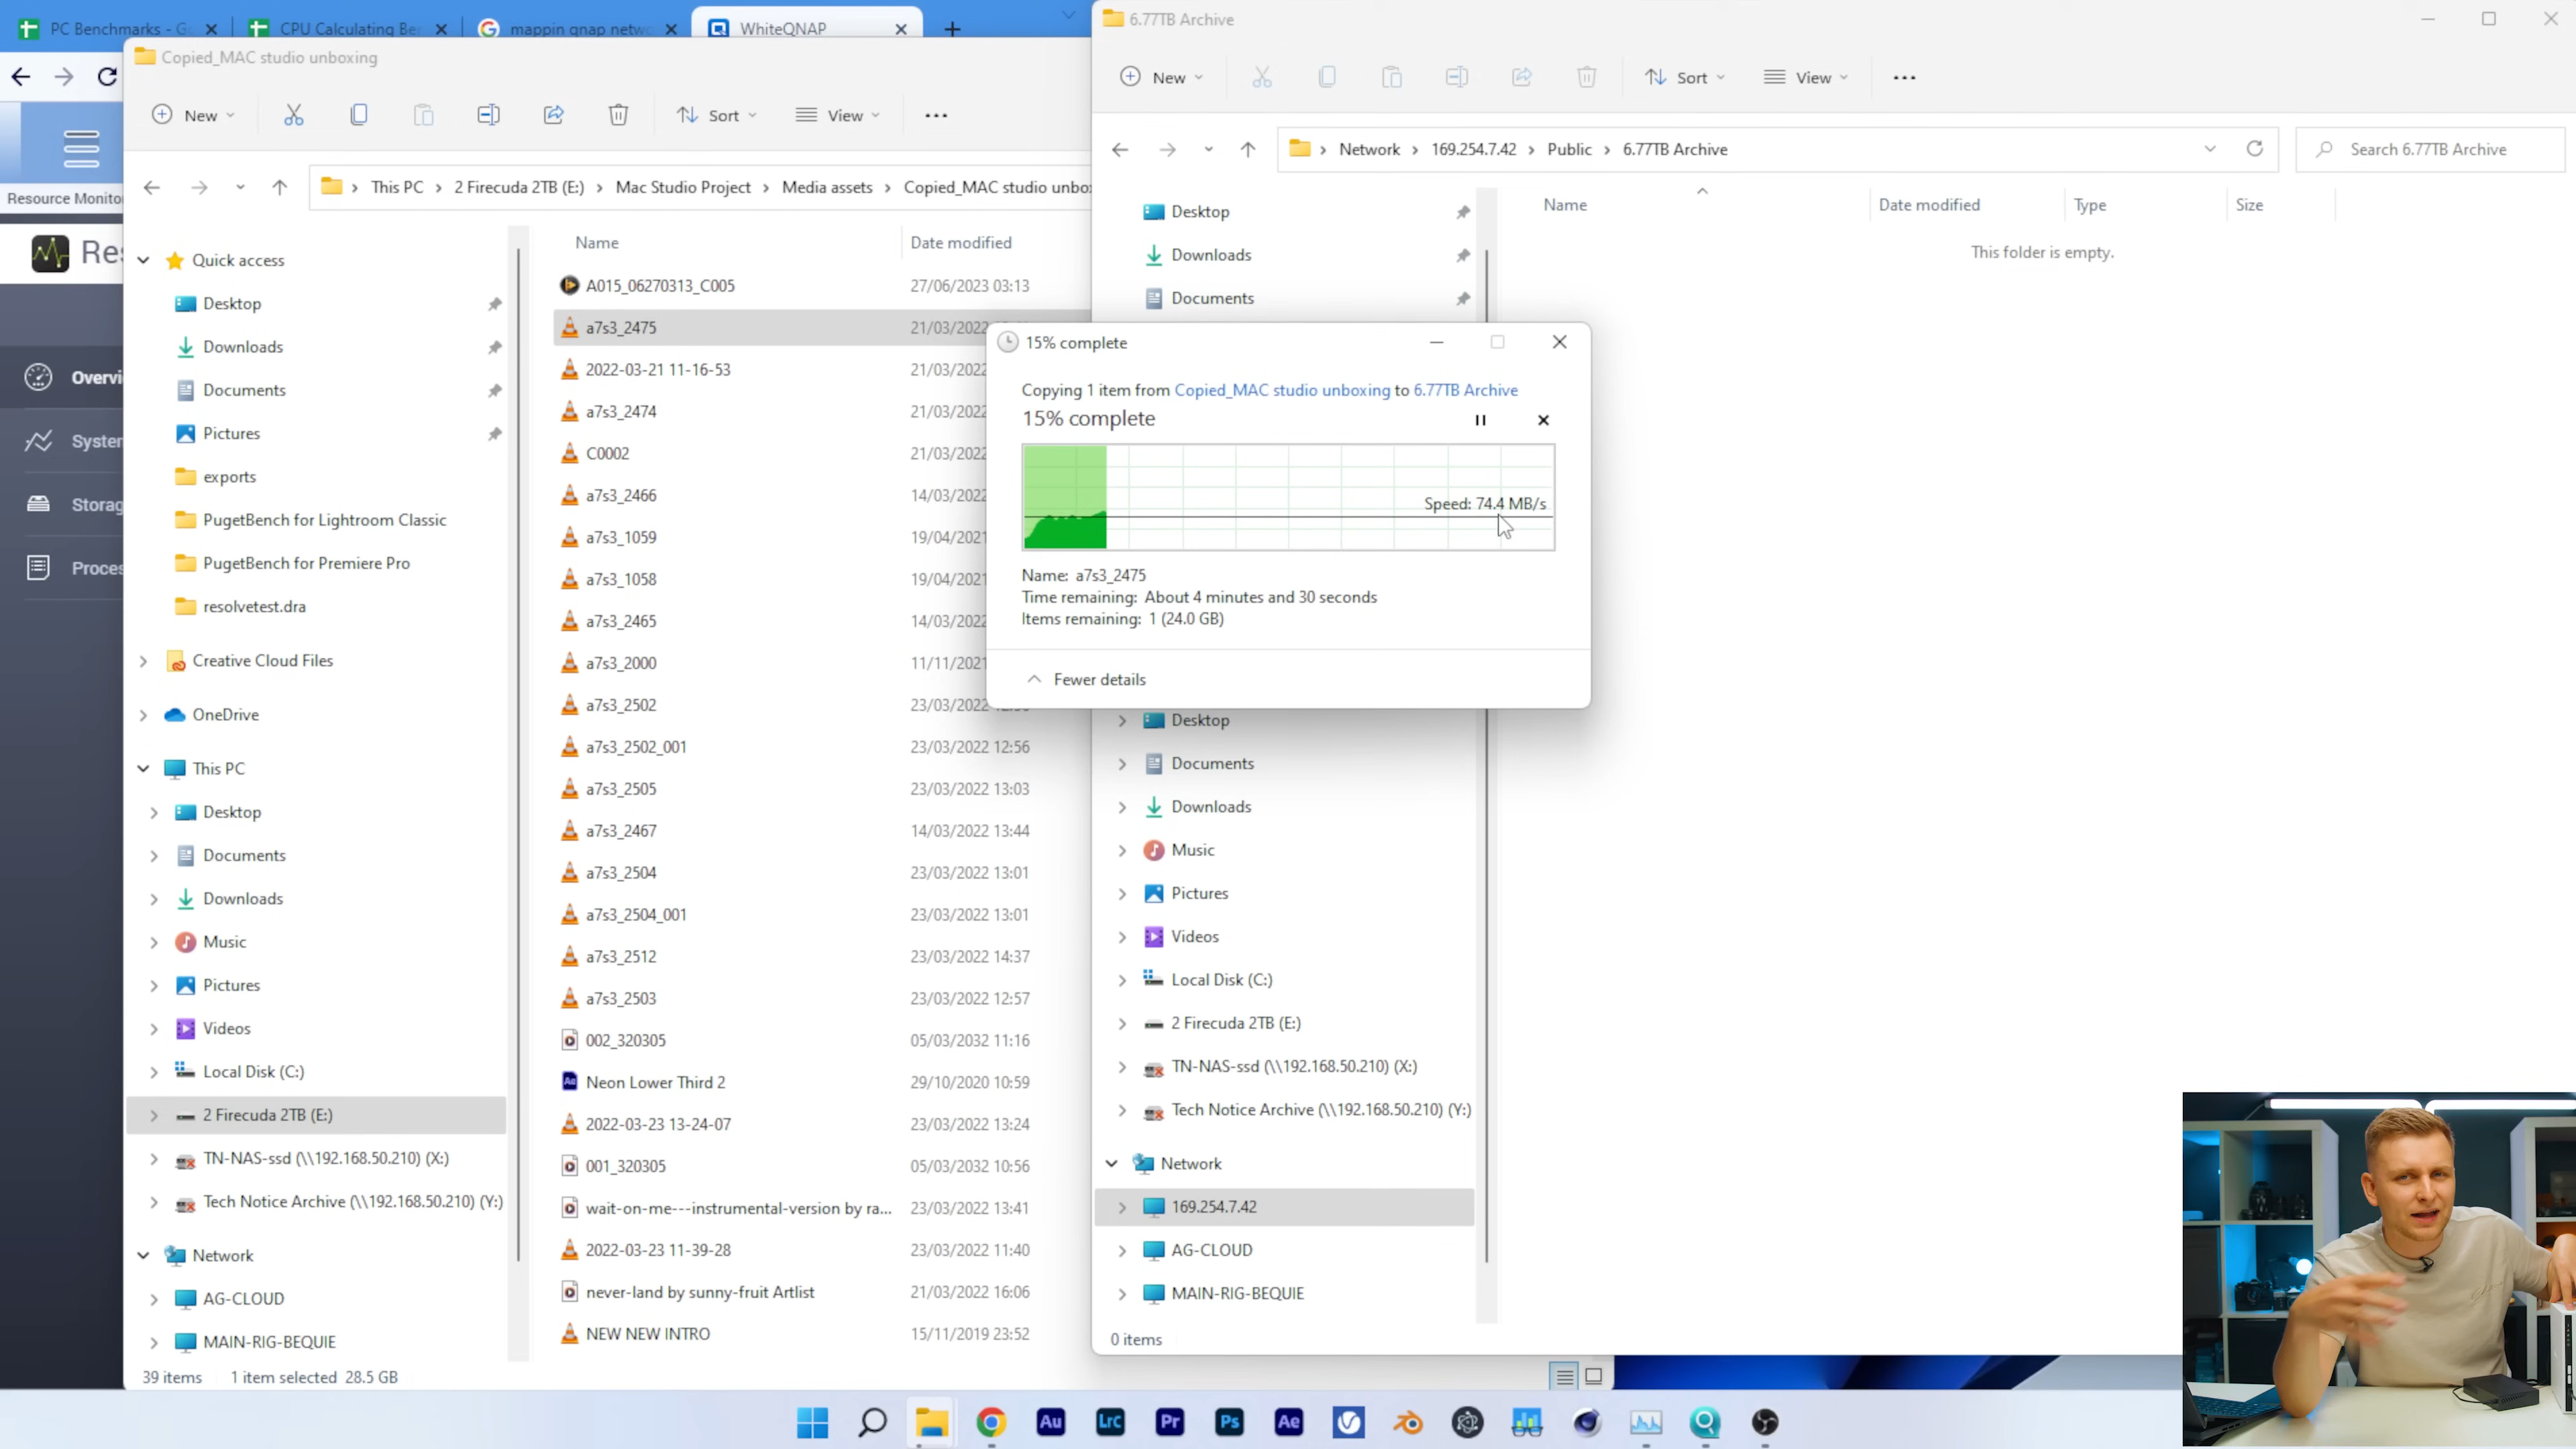 PC Benchmarks - G
CPU Calculating Ber
mappin qnap netw
WhiteQNAP
Resource Monito
Res
Overvi
System
Storag
Proces
Copied_MAC studio unboxing
New
Sort
View
This PC
2 Firecuda 2TB (E:)
Mac Studio Project
Media assets
Copied_MAC studio unbo
Quick access
Desktop
Downloads
Documents
Pictures
exports
PugetBench for Lightroom Classic
PugetBench for Premiere Pro
resolvetest.dra
Creative Cloud Files
OneDrive
This PC
Desktop
Documents
Downloads
Music
Pictures
Videos
Local Disk (C:)
2 Firecuda 2TB (E:)
TN-NAS-ssd (\\192.168.50.210) (X:)
Tech Notice Archive (\\192.168.50.210) (Y:)
Network
AG-CLOUD
MAIN-RIG-BEQUIE
Name Date modified
A015_06270313_C005 27/06/2023 03:13
a7s3_2475 21/03/2022
2022-03-21 11-16-53 21/03/2022
a7s3_2474 21/03/2022
C0002 21/03/2022
a7s3_2466 14/03/2022
a7s3_1059 19/04/2021
a7s3_1058 19/04/2021
a7s3_2465 14/03/2022
a7s3_2000 11/11/2021
a7s3_2502 23/03/2022
a7s3_2502_001 23/03/2022 12:56
a7s3_2505 23/03/2022 13:03
a7s3_2467 14/03/2022 13:44
a7s3_2504 23/03/2022 13:01
a7s3_2504_001 23/03/2022 13:01
a7s3_2512 23/03/2022 14:37
a7s3_2503 23/03/2022 12:57
002_320305 05/03/2032 11:16
Neon Lower Third 2 29/10/2020 10:59
2022-03-23 13-24-07 23/03/2022 13:24
001_320305 05/03/2032 10:56
wait-on-me---instrumental-version by ra... 23/03/2022 13:41
2022-03-23 11-39-28 23/03/2022 11:40
never-land by sunny-fruit Artlist 21/03/2022 16:06
NEW NEW INTRO 15/11/2019 23:52
39 items 1 item selected 28.5 GB
6.77TB Archive
New
Sort
View
Network
169.254.7.42
Public
6.77TB Archive
Search 6.77TB Archive
Name Date modified Type Size
This folder is empty.
Desktop
Downloads
Documents
15% complete
Copying 1 item from Copied_MAC studio unboxing to 6.77TB Archive
15% complete
Speed: 74.4 MB/s
Name: a7s3_2475
Time remaining: About 4 minutes and 30 seconds
Items remaining: 1 (24.0 GB)
Fewer details
Desktop
Documents
Downloads
Music
Pictures
Videos
Local Disk (C:)
2 Firecuda 2TB (E:)
TN-NAS-ssd (\\192.168.50.210) (X:)
Tech Notice Archive (\\192.168.50.210) (Y:)
Network
169.254.7.42
AG-CLOUD
MAIN-RIG-BEQUIE
0 items
Au
LrC
Pr
Ps
Ae